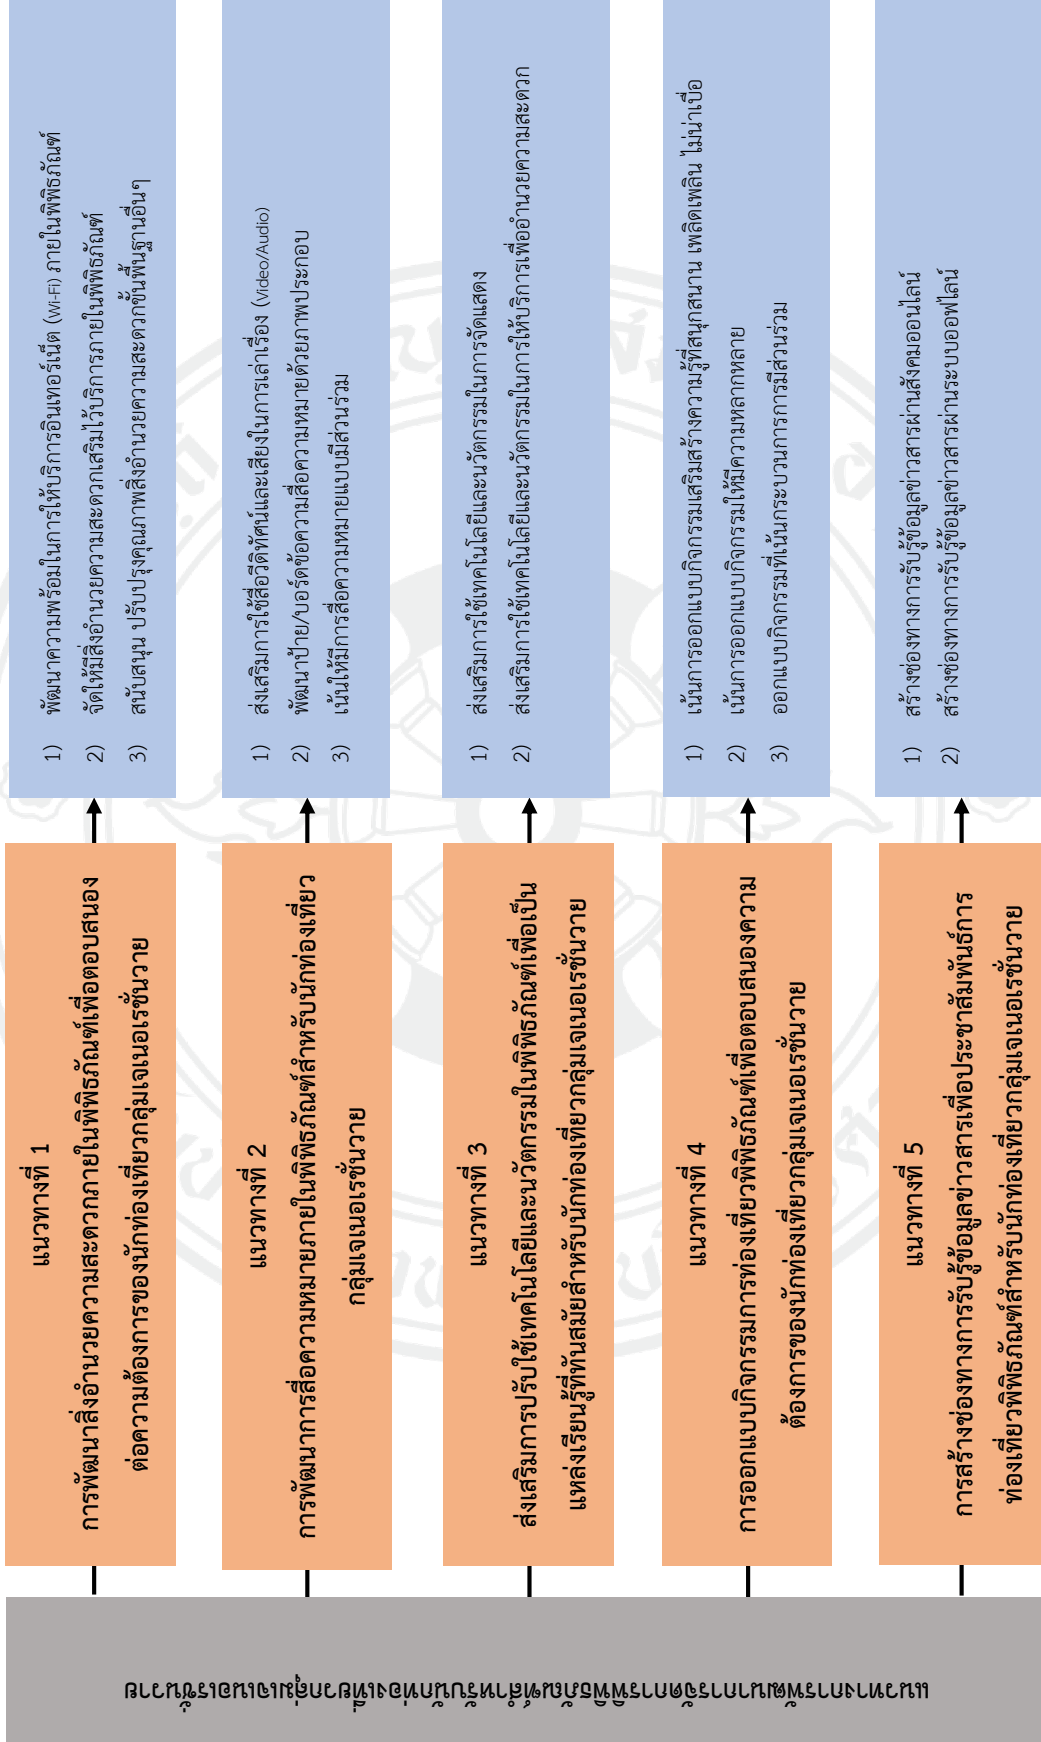 แนวทางการพัฒนาการจัดการพิพิธภัณฑ์สำหรับนักท่องเที่ยวกลุ่มเจเนอเรชั่นวาย
แนวทางที่ 1
การพัฒนาสิ่งอำนวยความสะดวกภายในพิพิธภัณฑ์เพื่อตอบสนอง
ต่อความต้องการของนักท่องเที่ยวกลุ่มเจเนอเรชั่นวาย
1) พัฒนาความพร้อมในการให้บริการอินเทอร์เน็ต (Wi-Fi) ภายในพิพิธภัณฑ์
2) จัดให้มีสิ่งอำนวยความสะดวกเสริมไว้บริการภายในพิพิธภัณฑ์
3) สนับสนุน ปรับปรุงคุณภาพสิ่งอำนวยความสะดวกขั้นพื้นฐานอื่นๆ
แนวทางที่ 2
การพัฒนาการสื่อความหมายภายในพิพิธภัณฑ์สำหรับนักท่องเที่ยว
กลุ่มเจเนอเรชั่นวาย
1) ส่งเสริมการใช้สื่อวิดิทัศน์และเสียงในการเล่าเรื่อง (Video/Audio)
2) พัฒนาป้าย/บอร์ดข้อความสื่อความหมายด้วยภาพประกอบ
3) เน้นให้มีการสื่อความหมายแบบมีส่วนร่วม
แนวทางที่ 3
ส่งเสริมการปรับใช้เทคโนโลยีและนวัตกรรมในพิพิธภัณฑ์เพื่อเป็น
แหล่งเรียนรู้ที่ทันสมัยสำหรับนักท่องเที่ยวกลุ่มเจเนอเรชั่นวาย
1) ส่งเสริมการใช้เทคโนโลยีและนวัตกรรมในการจัดแสดง
2) ส่งเสริมการใช้เทคโนโลยีและนวัตกรรมในการให้บริการเพื่ออำนวยความสะดวก
แนวทางที่ 4
การออกแบบกิจกรรมการท่องเที่ยวพิพิธภัณฑ์เพื่อตอบสนองความ
ต้องการของนักท่องเที่ยวกลุ่มเจเนอเรชั่นวาย
1) เน้นการออกแบบกิจกรรมเสริมสร้างความรู้ที่สนุกสนาน เพลิดเพลิน ไม่น่าเบื่อ
2) เน้นการออกแบบกิจกรรมให้มีความหลากหลาย
3) ออกแบบกิจกรรมที่เน้นกระบวนการการมีส่วนร่วม
แนวทางที่ 5
การสร้างช่องทางการรับรู้ข้อมูลข่าวสารเพื่อประชาสัมพันธ์การ
ท่องเที่ยวพิพิธภัณฑ์สำหรับนักท่องเที่ยวกลุ่มเจเนอเรชั่นวาย
1) สร้างช่องทางการรับรู้ข้อมูลข่าวสารผ่านสังคมออนไลน์
2) สร้างช่องทางการรับรู้ข้อมูลข่าวสารผ่านระบบออฟไลน์